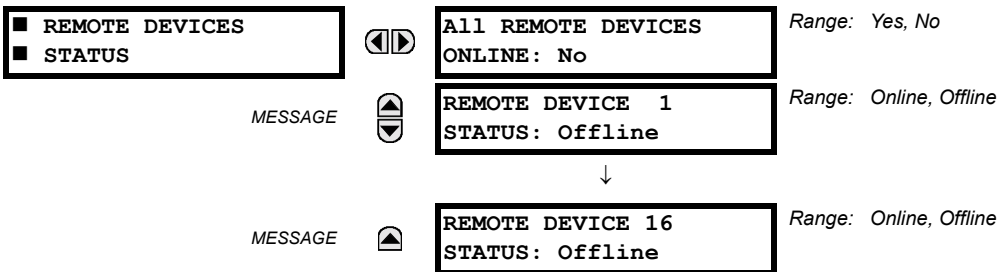 ■ REMOTE DEVICES
■ STATUS
All REMOTE DEVICES
ONLINE: No
Range: Yes, No
MESSAGE
REMOTE DEVICE 1
STATUS: Offline
Range: Online, Offline
↓
MESSAGE
REMOTE DEVICE 16
STATUS: Offline
Range: Online, Offline